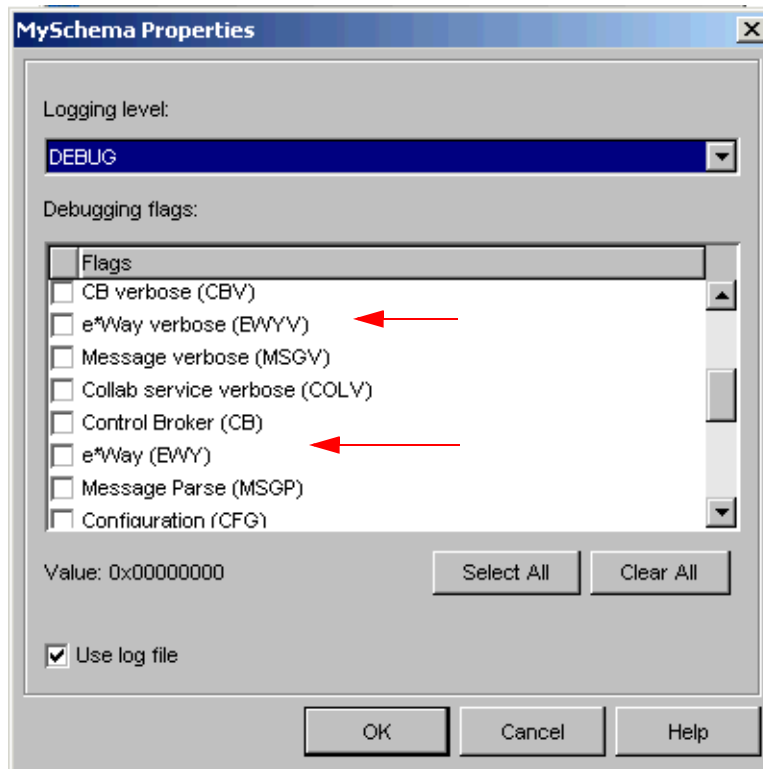 MySchema Properties
Logging level:
DEBUG
Debugging flags:
Flags
CB verbose (CBV)
e*Way verbose (EWYV)
Message verbose (MSGV)
Collab service verbose (COLV)
Control Broker (CB)
e*Way (EWY)
Message Parse (MSGP)
Configuration (CFG)
Value: 0x00000000
Select All
Clear All
Use log file
OK
Cancel
Help